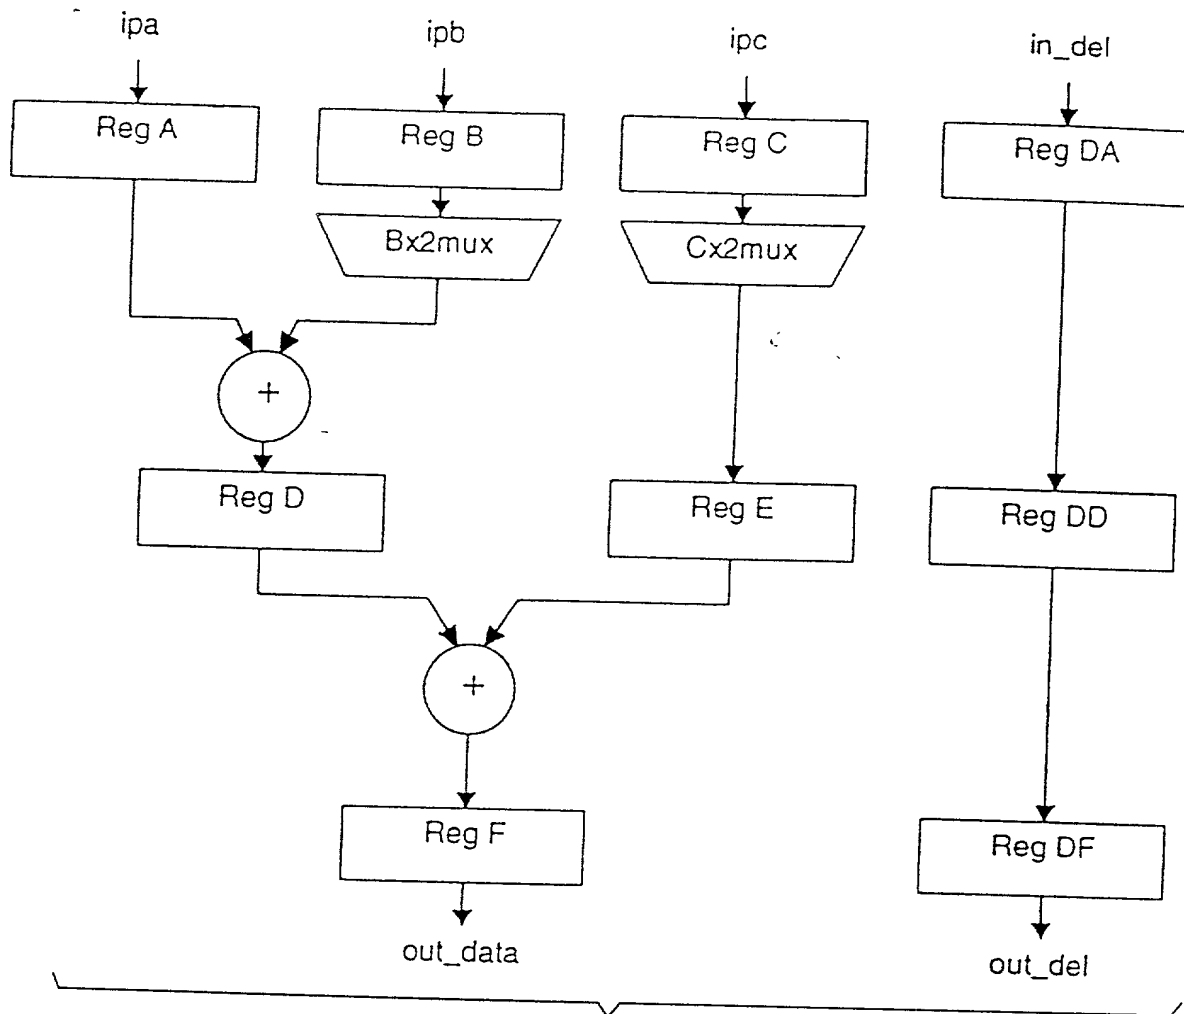 ipa ipb ipc in_del
Reg A Reg B Reg C Reg DA
Bx2mux Cx2mux
+
Reg D Reg E Reg DD
+
Reg F Reg DF
out_data out_del